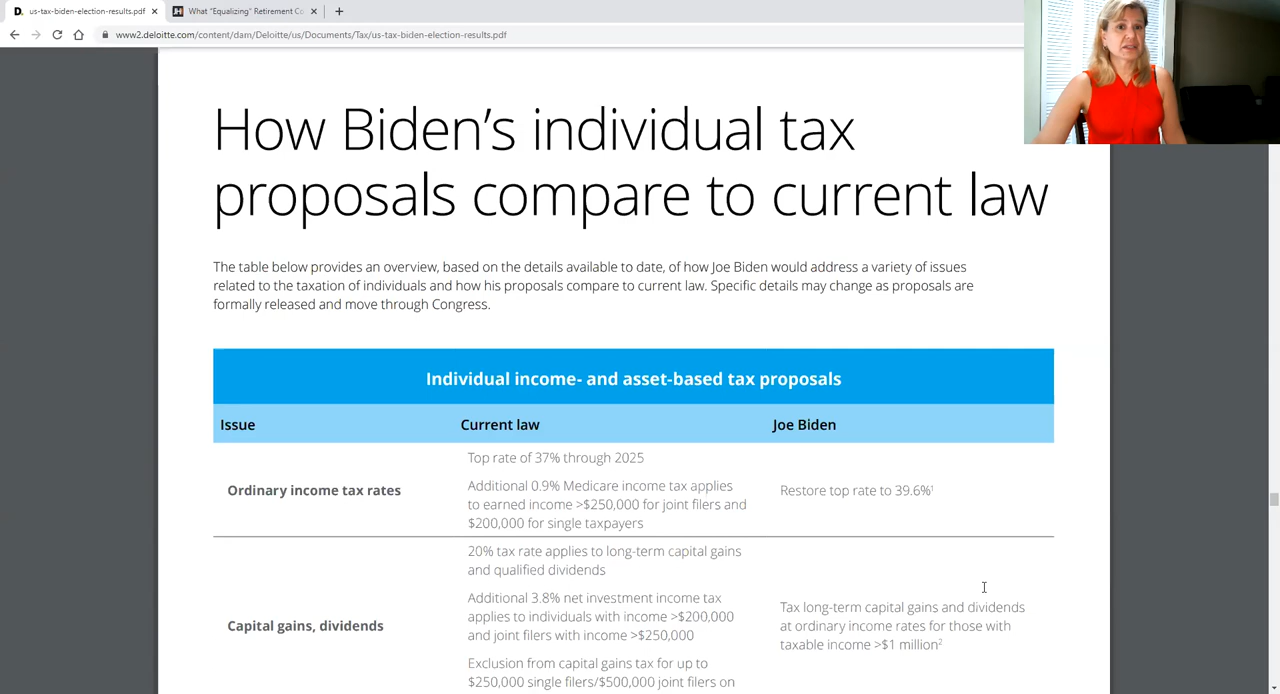 us-tax-biden-election-results.pdf
What "Equalizing" Retirement Co
www2.deloitte.com/content/dam/Deloitte
-results.pdf
How Biden's individual tax
proposals compare to current law
The table below provides an overview, based on the details available to date, of how Joe Biden would address a variety of issues
related to the taxation of individuals and how his proposals compare to current law. Specific details may change as proposals are
formally released and move through Congress.
Individual income- and asset-based tax proposals
Issue
Current law
Joe Biden
Ordinary income tax rates
Top rate of 37% through 2025
Additional 0.9% Medicare income tax applies
to earned income >$250,000 for joint filers and
$200,000 for single taxpayers
Restore top rate to 39.6%¹
Capital gains, dividends
20% tax rate applies to long-term capital gains
and qualified dividends
Additional 3.8% net investment income tax
applies to individuals with income >$200,000
and joint filers with income >$250,000
Exclusion from capital gains tax for up to
$250,000 single filers/$500,000 joint filers on
Tax long-term capital gains and dividends
at ordinary income rates for those with
taxable income >$1 million²